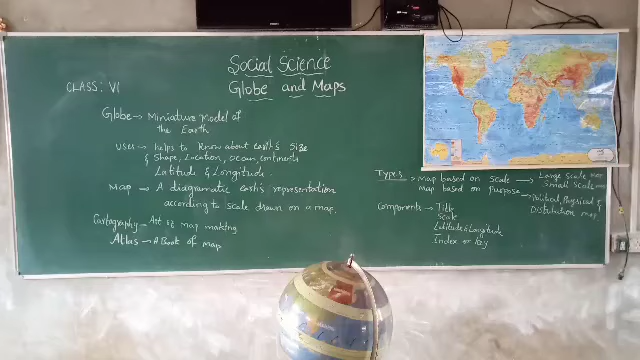 Social Science
CLASS: VI
Globe and Maps
Globe → Miniature Model of
the Earth
uses → helps to know about earth's size
& shape, Location, ocean, continents
Latitude & Longitude.
Map → A diagramatic earth's representation
according to scale drawn on a map.
Cartography → Art of Map making
Atlas → A Book of Map
Types → Map based on Scale → Large Scale map
Small Scale
Map based on Purpose → Political, Physical &
Distribution map
Components → Title
Scale
Latitude & Longitude
Index or Key